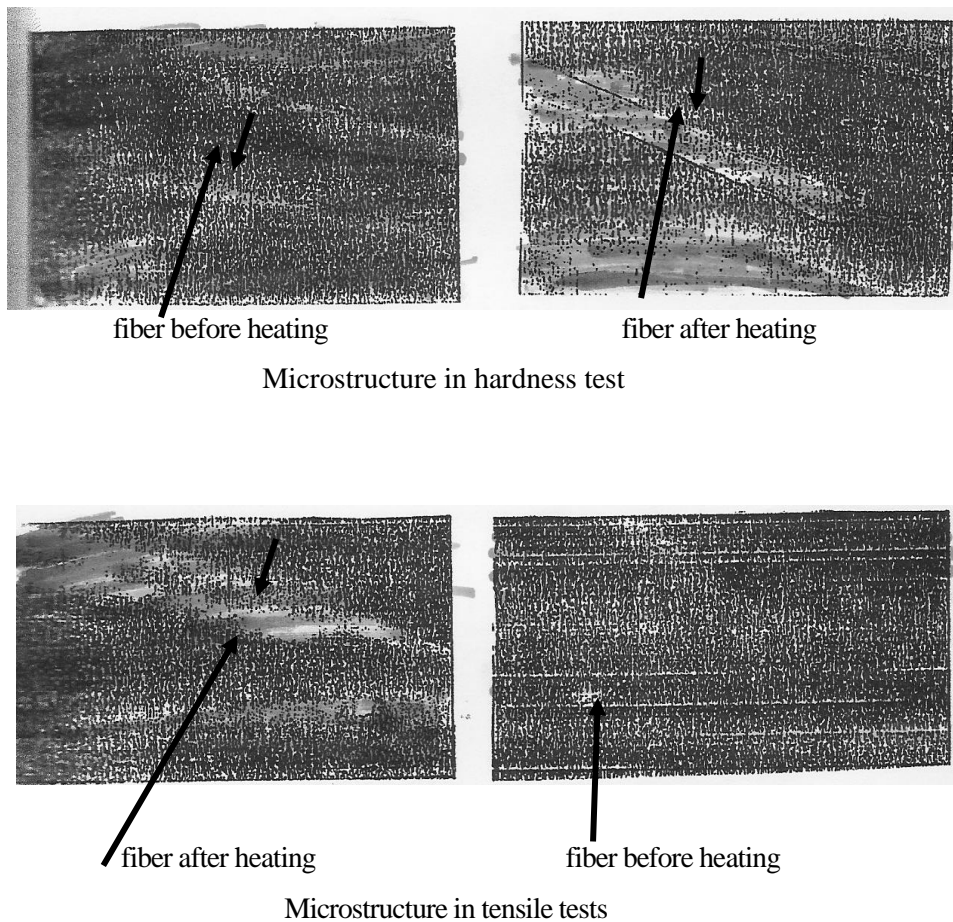 fiber before heating
fiber after heating
Microstructure in hardness test
fiber after heating
fiber before heating
Microstructure in tensile tests